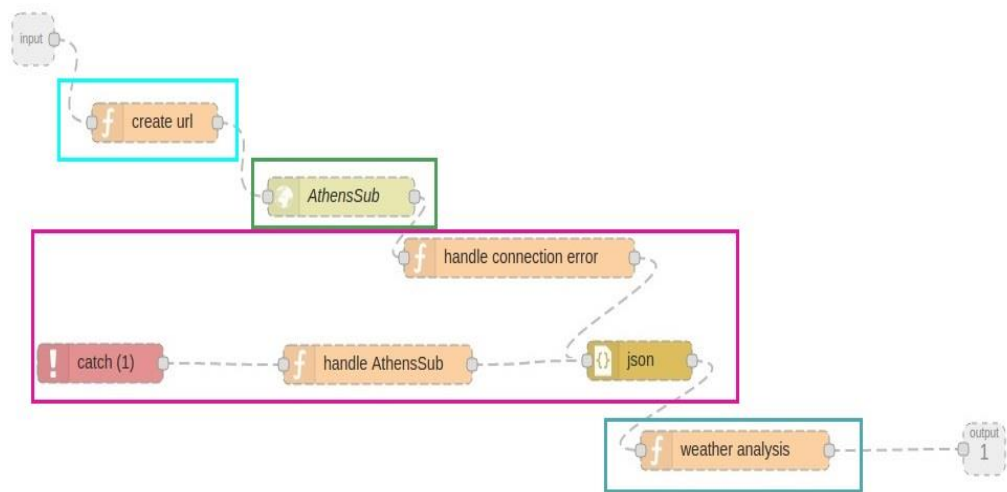 input
create url
AthensSub
handle connection error
catch (1)
handle AthensSub
json
weather analysis
output
1